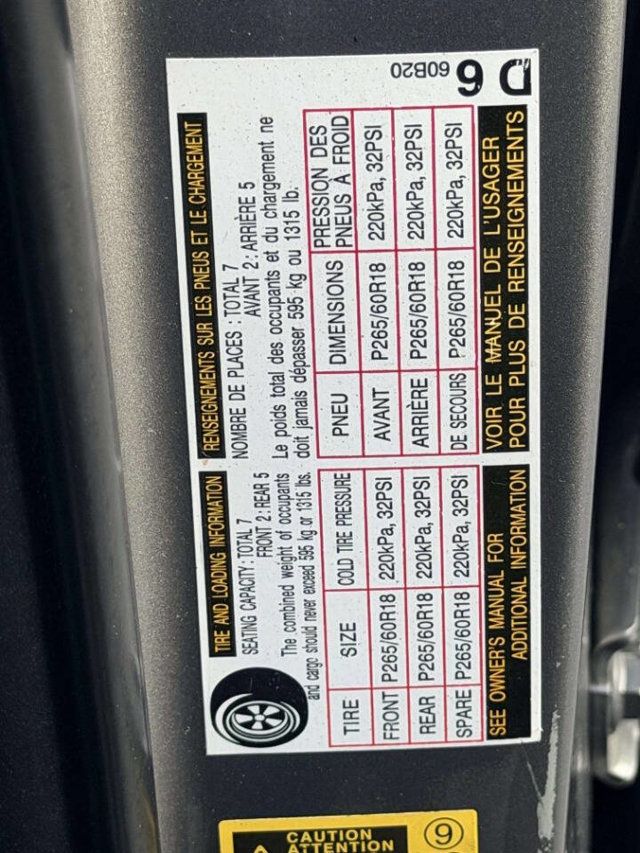 TIRE AND LOADING INFORMATION
SEATING CAPACITY: TOTAL 7
FRONT 2: REAR 5
The combined weight of occupants
and cargo should never exceed 595 kg or 1315 lbs.
TIRE SIZE COLD TIRE PRESSURE
FRONT P265/60R18 220kPa, 32PSI
REAR P265/60R18 220kPa, 32PSI
SPARE P265/60R18 220kPa, 32PSI
SEE OWNER'S MANUAL FOR
ADDITIONAL INFORMATION
RENSEIGNEMENTS SUR LES PNEUS ET LE CHARGEMENT
NOMBRE DE PLACES : TOTAL 7
AVANT 2: ARRIÈRE 5
Le poids total des occupants et du chargement ne
doit jamais dépasser 595 kg ou 1315 lb.
PNEU DIMENSIONS PRESSION DES
PNEUS À FROID
AVANT P265/60R18 220kPa, 32PSI
ARRIÈRE P265/60R18 220kPa, 32PSI
DE SECOURS P265/60R18 220kPa, 32PSI
VOIR LE MANUEL DE L'USAGER
POUR PLUS DE RENSEIGNEMENTS
60B20
D 6
CAUTION
ATTENTION